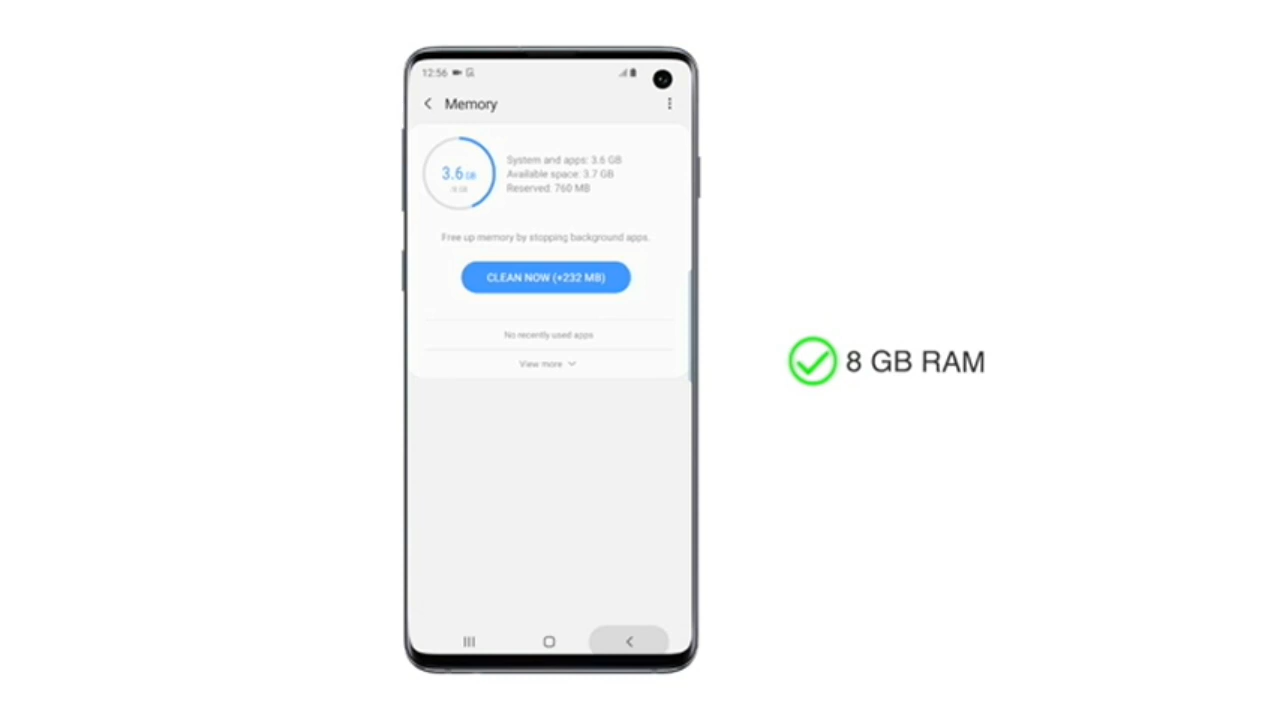 12:56
Memory
3.6 GB
/8 GB
System and apps: 3.6 GB
Available space: 3.7 GB
Reserved: 760 MB
Free up memory by stopping background apps.
CLEAN NOW (+232 MB)
No recently used apps
View more
8 GB RAM